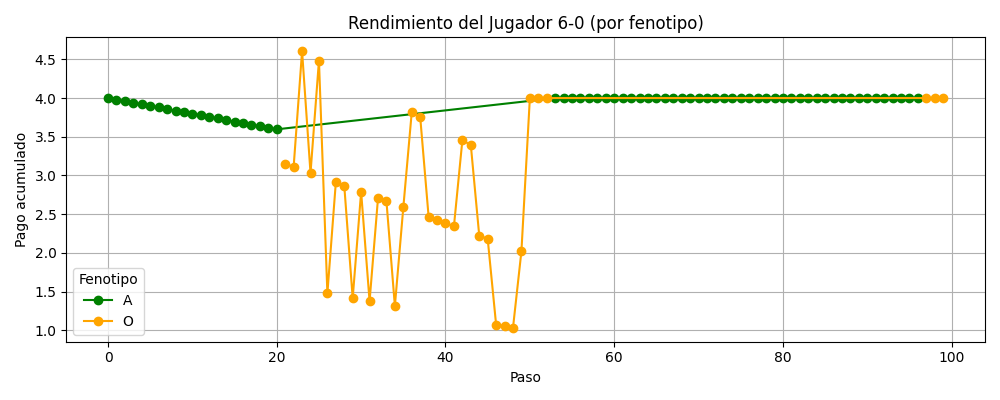 Rendimiento del Jugador 6-0 (por fenotipo)
Pago acumulado
4.5
4.0
3.5
3.0
2.5
2.0
1.5
1.0
Fenotipo
A
O
0 20 40 60 80 100
Paso